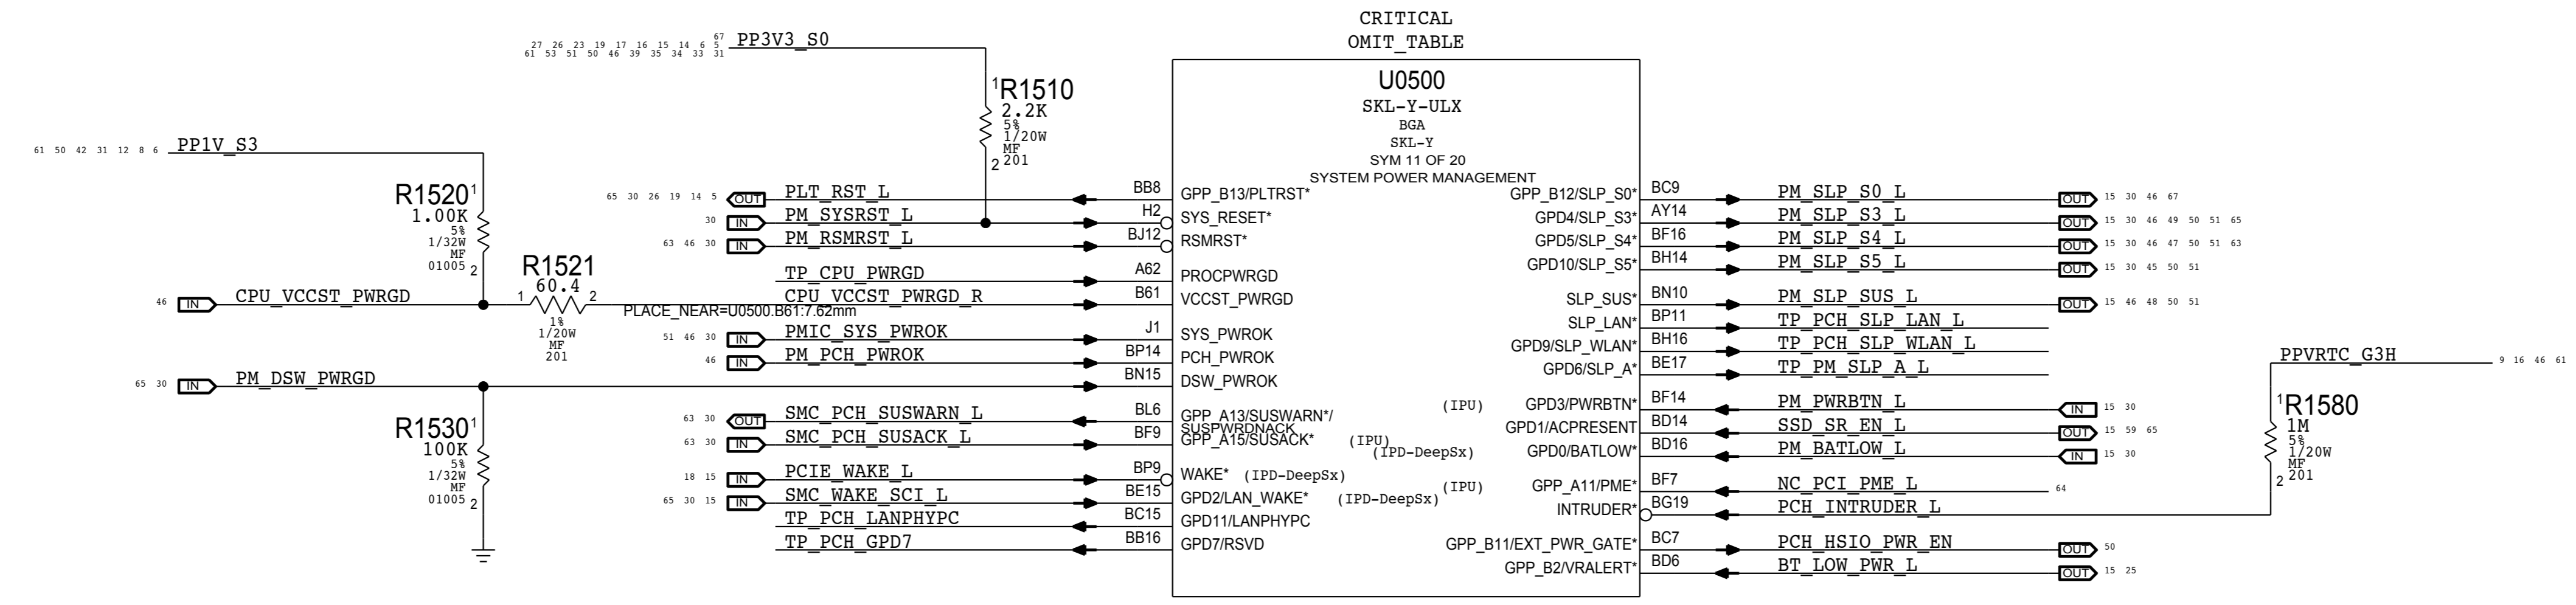 CRITICAL
OMIT_TABLE
67
27 26 23 19 17 16 15 14 6 5
61 53 51 50 46 39 35 34 33 31
PP3V3_S0
1
R1510
2.2K
5%
1/20W
MF
201
2
61 50 42 31 12 8 6
PP1V_S3
R1520
1
1.00K
5%
1/32W
MF
01005
2
R1521
60.4
1
2
1%
1/20W
MF
201
PLACE_NEAR=U0500.B61:7.62mm
46
IN
CPU_VCCST_PWRGD
65 30
IN
PM_DSW_PWRGD
R1530
1
100K
5%
1/32W
MF
01005
2
U0500
SKL-Y-ULX
BGA
SKL-Y
SYM 11 OF 20
SYSTEM POWER MANAGEMENT
65 30 26 19 14 5 OUT PLT_RST_L BB8 GPP_B13/PLTRST*
30 IN PM_SYSRST_L H2 SYS_RESET*
63 46 30 IN PM_RSMRST_L BJ12 RSMRST*
TP_CPU_PWRGD A62 PROCPWRGD
CPU_VCCST_PWRGD_R B61 VCCST_PWRGD
51 46 30 IN PMIC_SYS_PWROK J1 SYS_PWROK
46 IN PM_PCH_PWROK BP14 PCH_PWROK
BN15 DSW_PWROK
63 30 OUT SMC_PCH_SUSWARN_L BL6 GPP_A13/SUSWARN*/
SUSPWRDNACK
63 30 IN SMC_PCH_SUSACK_L BF9 GPP_A15/SUSACK* (IPU)
(IPD-DeepSx)
18 15 IN PCIE_WAKE_L BP9 WAKE* (IPD-DeepSx)
65 30 15 IN SMC_WAKE_SCI_L BE15 GPD2/LAN_WAKE* (IPD-DeepSx)
TP_PCH_LANPHYPC BC15 GPD11/LANPHYPC
TP_PCH_GPD7 BB16 GPD7/RSVD
GPP_B12/SLP_S0* BC9 PM_SLP_S0_L OUT 15 30 46 67
GPD4/SLP_S3* AY14 PM_SLP_S3_L OUT 15 30 46 49 50 51 65
GPD5/SLP_S4* BF16 PM_SLP_S4_L OUT 15 30 46 47 50 51 63
GPD10/SLP_S5* BH14 PM_SLP_S5_L OUT 15 30 45 50 51
SLP_SUS* BN10 PM_SLP_SUS_L OUT 15 46 48 50 51
SLP_LAN* BP11 TP_PCH_SLP_LAN_L
GPD9/SLP_WLAN* BH16 TP_PCH_SLP_WLAN_L
GPD6/SLP_A* BE17 TP_PM_SLP_A_L
(IPU) GPD3/PWRBTN* BF14 PM_PWRBTN_L IN 15 30
GPD1/ACPRESENT BD14 SSD_SR_EN_L OUT 15 59 65
GPD0/BATLOW* BD16 PM_BATLOW_L IN 15 30
(IPU) GPP_A11/PME* BF7 NC_PCI_PME_L 64
INTRUDER* BG19 PCH_INTRUDER_L
GPP_B11/EXT_PWR_GATE* BC7 PCH_HSIO_PWR_EN OUT 50
GPP_B2/VRALERT* BD6 BT_LOW_PWR_L OUT 15 25
PPVRTC_G3H
9 16 46 61
1
R1580
1M
5%
1/20W
MF
201
2